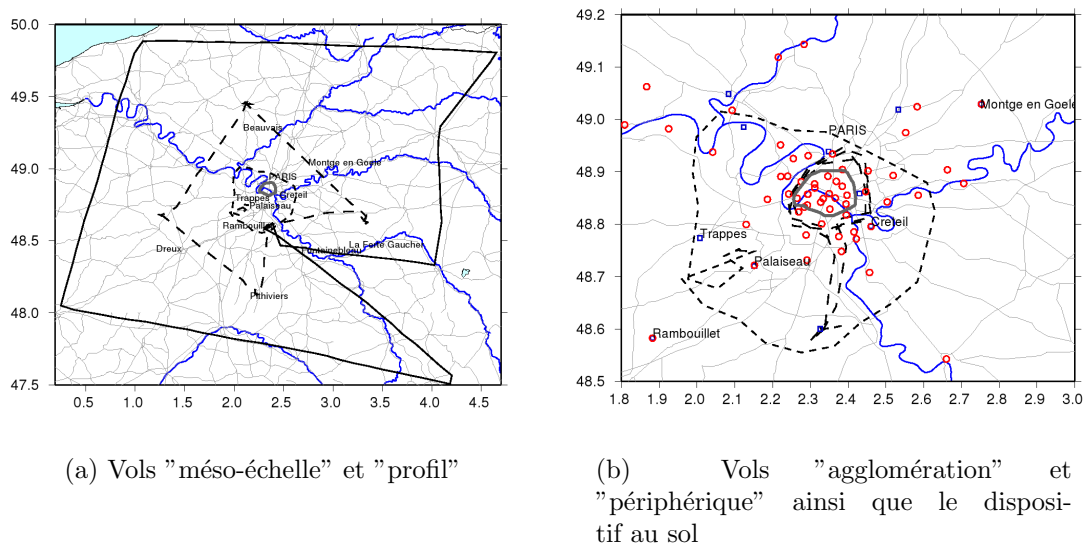 50.0
49.5
49.0
48.5
48.0
47.5
0.5 1.0 1.5 2.0 2.5 3.0 3.5 4.0 4.5
Beauvais
Montge en Goele
PARIS
Trappes
Creteil
Palaiseau
Rambouillet
Dreux
La Ferte Gaucher
Fontainebleau
Pithiviers
(a) Vols "méso-échelle" et "profil"
49.2
49.1
49.0
48.9
48.8
48.7
48.6
48.5
1.8 1.9 2.0 2.1 2.2 2.3 2.4 2.5 2.6 2.7 2.8 2.9 3.0
Montge en Goele
PARIS
Creteil
Trappes
Palaiseau
Rambouillet
(b) Vols "agglomération" et
"périphérique" ainsi que le disposi-
tif au sol